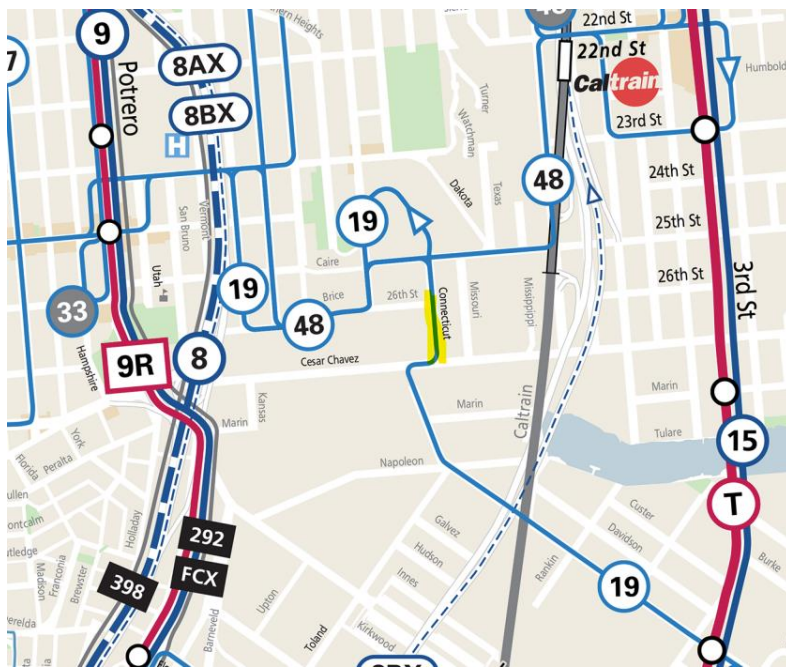 22nd St
22nd St
Caltrain
Humbold
23rd St
9
Potrero
8AX
8BX
H
7
24th St
25th St
26th St
3rd St
48
Turner
Watchman
Dakota
Texas
San Bruno
Vermont
Utah
19
Caire
Brice
26th St
Connecticut
Missouri
Mississippi
33
19
48
Cesar Chavez
9R
8
Hampshire
Kansas
Marin
Marin
Marin
Caltrain
Tulare
15
T
York
Peralta
Florida
Napoleon
Holladay
Galvez
Hudson
Innes
Kirkwood
Custer
Davidson
Rankin
Burke
292
FCX
398
19
Madison
Franconia
Brewster
Barneveld
Upton
Toland